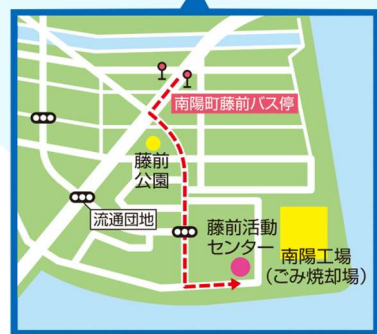 南陽町藤前バス停
藤前
公園
流通団地
藤前活動
センター
南陽工場
(ごみ焼却場)